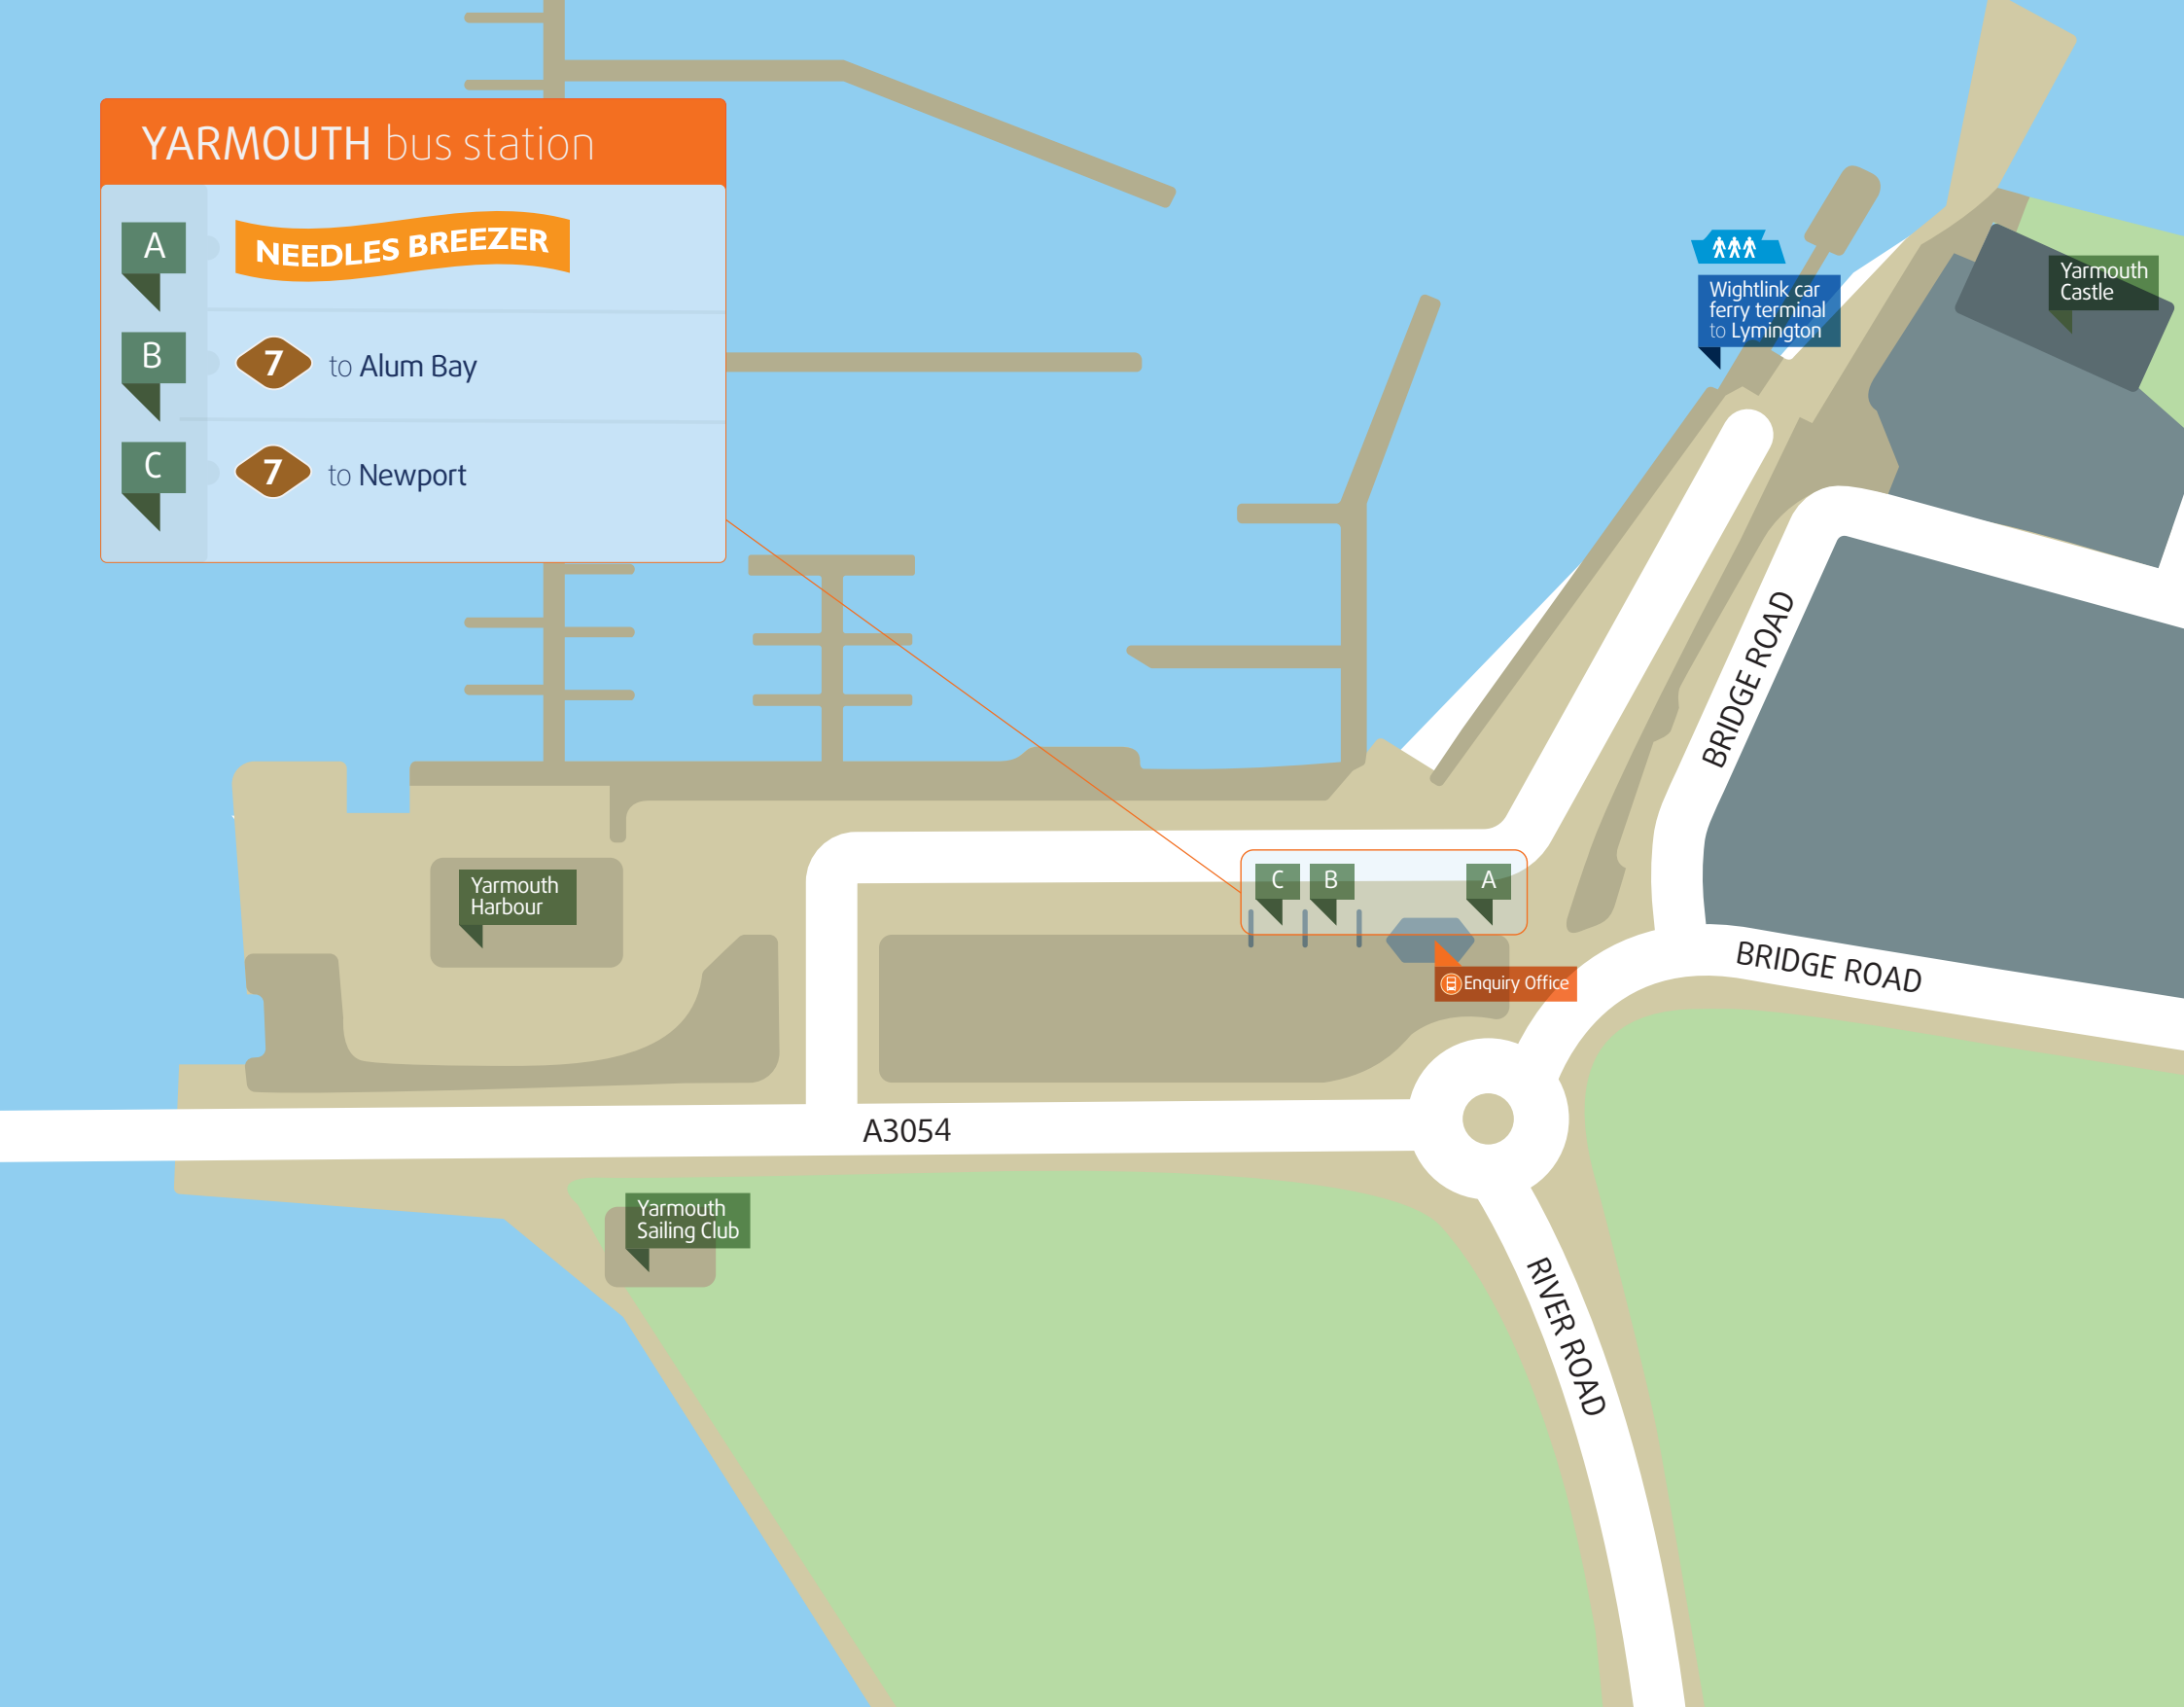 YARMOUTH bus station
A
NEEDLES BREEZER
B
7
to Alum Bay
C
7
to Newport
Wightlink car
ferry terminal
to Lymington
Yarmouth
Castle
BRIDGE ROAD
Yarmouth
Harbour
C
B
A
Enquiry Office
BRIDGE ROAD
A3054
Yarmouth
Sailing Club
RIVER ROAD